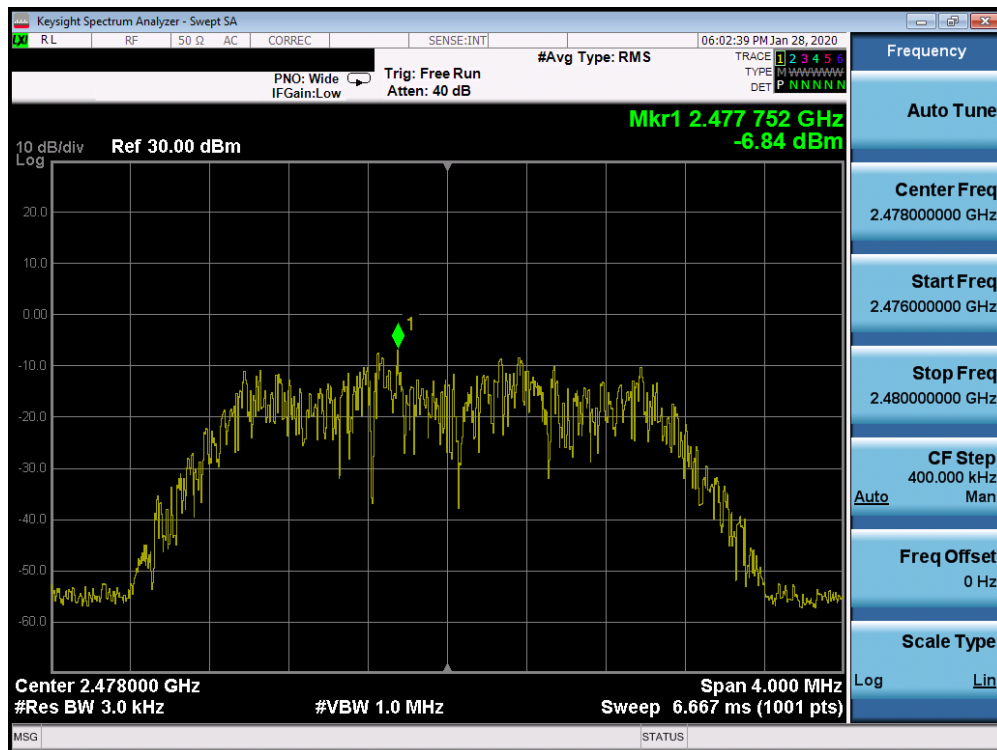 Keysight Spectrum Analyzer - Swept SA
LXI RL RF 50 Ω AC CORREC SENSE:INT 06:02:39 PM Jan 28, 2020
Frequency
#Avg Type: RMS
TRACE 1 2 3 4 5 6
TYPE M W W W W W
DET P N N N N N
PNO: Wide
IFGain:Low
Trig: Free Run
Atten: 40 dB
Mkr1 2.477 752 GHz
-6.84 dBm
10 dB/div
Log
Ref 30.00 dBm
20.0
10.0
0.00
-10.0
-20.0
-30.0
-40.0
-50.0
-60.0
1
Center 2.478000 GHz
Span 4.000 MHz
#Res BW 3.0 kHz
#VBW 1.0 MHz
Sweep 6.667 ms (1001 pts)
Auto Tune
Center Freq
2.478000000 GHz
Start Freq
2.476000000 GHz
Stop Freq
2.480000000 GHz
CF Step
400.000 kHz
Auto Man
Freq Offset
0 Hz
Scale Type
Log Lin
MSG STATUS